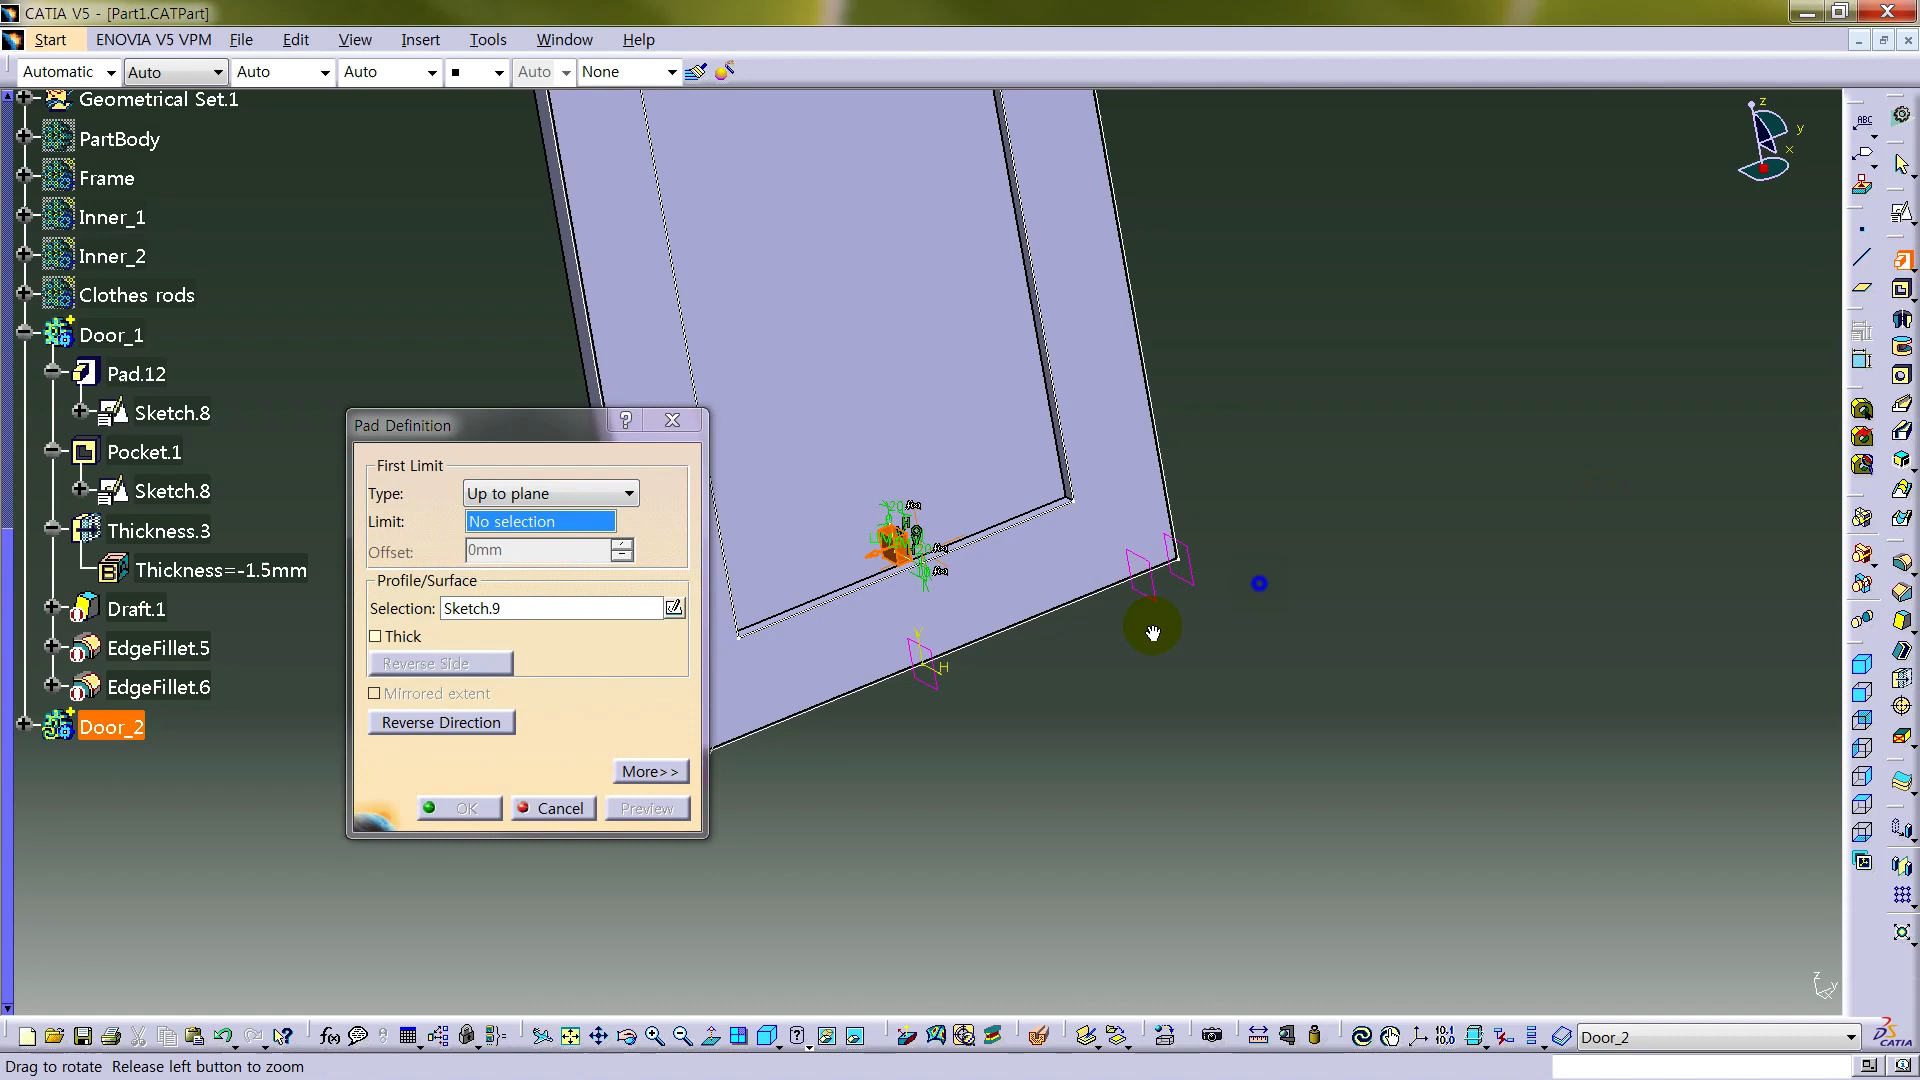 CATIA V5 - [Part1.CATPart]
Start ENOVIA V5 VPM File Edit View Insert Tools Window Help
Automatic Auto Auto Auto Auto None
Geometrical Set.1
PartBody
Frame
Inner_1
Inner_2
Clothes rods
Door_1
Pad.12
Sketch.8
Pocket.1
Sketch.8
Thickness.3
Thickness=-1.5mm
Draft.1
EdgeFillet.5
EdgeFillet.6
Door_2
Pad Definition
First Limit
Type: Up to plane
Limit: No selection
Offset: 0mm
Profile/Surface
Selection: Sketch.9
Thick
Reverse Side
Mirrored extent
Reverse Direction
More>>
OK Cancel Preview
z
y
x
V
H
ABC
z
y
f(x)
10.1
Door_2
CATIA
Drag to rotate Release left button to zoom